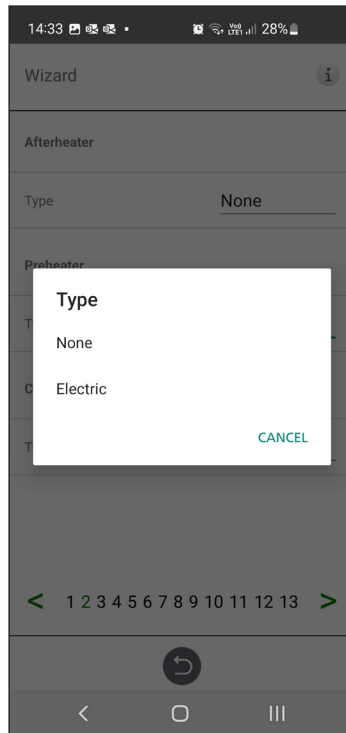 14:33 28%
Wizard i
Afterheater
Type None
Preheater
T
Type
None
Electric
C
CANCEL
T
< 1 2 3 4 5 6 7 8 9 10 11 12 13 >